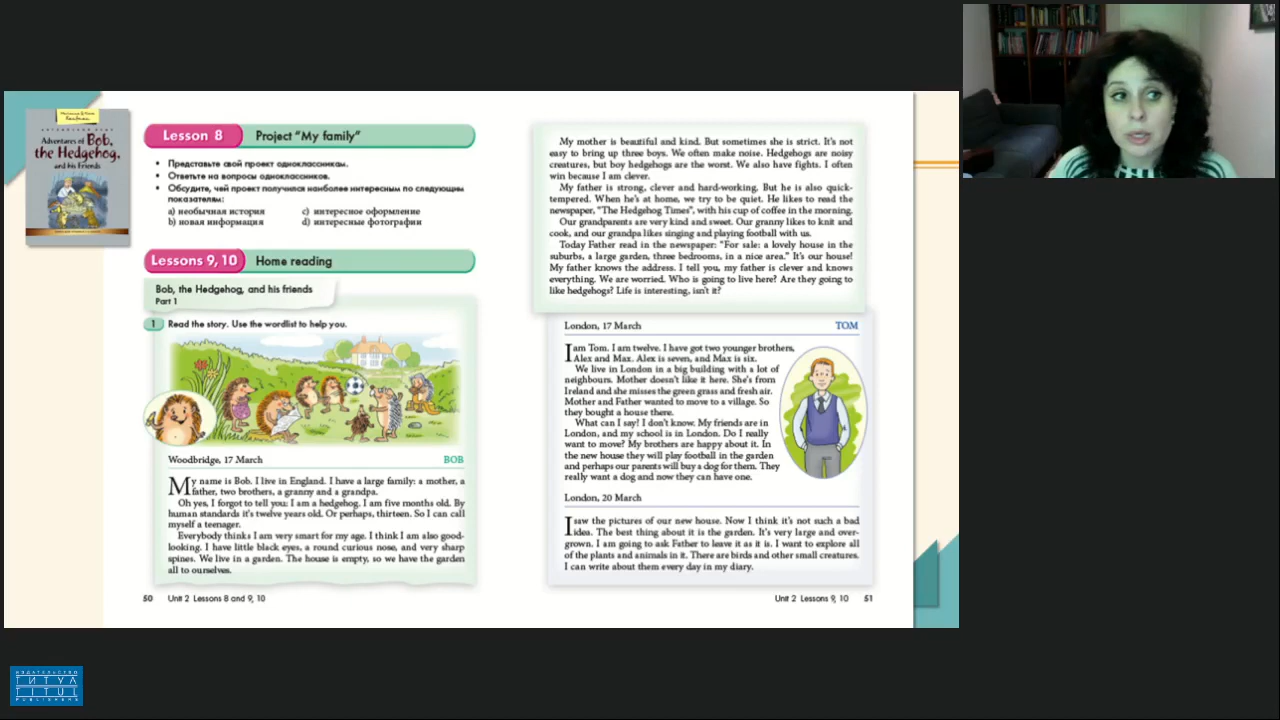 Adventures of Bob,
the Hedgehog,
and his Friends
Lesson 8
Project "My family"
• Представьте свой проект одноклассникам.
• Ответьте на вопросы одноклассников.
• Обсудите, чей проект получился наиболее интересным по следующим
показателям:
a) необычная история
c) интересное оформление
b) новая информация
d) интересные фотографии
Lessons 9, 10
Home reading
Bob, the Hedgehog, and his friends
Part 1
1 Read the story. Use the wordlist to help you.
Woodbridge, 17 March
BOB
My name is Bob. I live in England. I have a large family: a mother, a
father, two brothers, a granny and a grandpa.
Oh yes, I forgot to tell you: I am a hedgehog. I am five months old. By
human standards it's twelve years old. Or perhaps, thirteen. So I can call
myself a teenager.
Everybody thinks I am very smart for my age. I think I am also good-
looking. I have little black eyes, a round curious nose, and very sharp
spines. We live in a garden. The house is empty, so we have the garden
all to ourselves.
50 Unit 2 Lessons 8 and 9, 10
My mother is beautiful and kind. But sometimes she is strict. It's not
easy to bring up three boys. We often make noise. Hedgehogs are noisy
creatures, but boy hedgehogs are the worst. We also have fights. I often
win because I am clever.
My father is strong, clever and hard-working. But he is also quick-
tempered. When he's at home, we try to be quiet. He likes to read the
newspaper, "The Hedgehog Times", with his cup of coffee in the morning.
Our grandparents are very kind and sweet. Our granny likes to knit and
cook, and our grandpa likes singing and playing football with us.
Today Father read in the newspaper: "For sale: a lovely house in the
suburbs, a large garden, three bedrooms, in a nice area." It's our house!
My father knows the address. I tell you, my father is clever and knows
everything. We are worried. Who is going to live here? Are they going to
like hedgehogs? Life is interesting, isn't it?
London, 17 March
TOM
I am Tom. I am twelve. I have got two younger brothers,
Alex and Max. Alex is seven, and Max is six.
We live in London in a big building with a lot of
neighbours. Mother doesn't like it here. She's from
Ireland and she misses the green grass and fresh air.
Mother and Father wanted to move to a village. So
they bought a house there.
What can I say! I don't know. My friends are in
London, and my school is in London. Do I really
want to move? My brothers are happy about it. In
the new house they will play football in the garden
and perhaps our parents will buy a dog for them. They
really want a dog and now they can have one.
London, 20 March
I saw the pictures of our new house. Now I think it's not such a bad
idea. The best thing about it is the garden. It's very large and over-
grown. I am going to ask Father to leave it as it is. I want to explore all
of the plants and animals in it. There are birds and other small creatures.
I can write about them every day in my diary.
Unit 2 Lessons 9, 10 51
ИЗДАТЕЛЬСТВО
ТИТУЛ
TITUL
PUBLISHERS